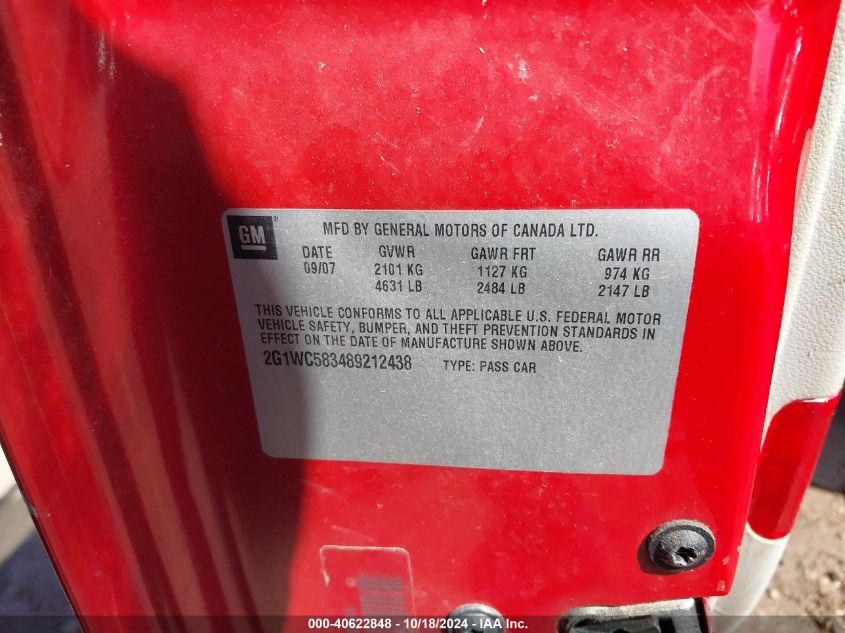 GM®
MFD BY GENERAL MOTORS OF CANADA LTD.
DATE GVWR GAWR FRT GAWR RR
09/07 2101 KG 1127 KG 974 KG
4631 LB 2484 LB 2147 LB
THIS VEHICLE CONFORMS TO ALL APPLICABLE U.S. FEDERAL MOTOR
VEHICLE SAFETY, BUMPER, AND THEFT PREVENTION STANDARDS IN
EFFECT ON THE DATE OF MANUFACTURE SHOWN ABOVE.
2G1WC583489212438 TYPE: PASS CAR
000-40622848 - 10/18/2024 - IAA Inc.